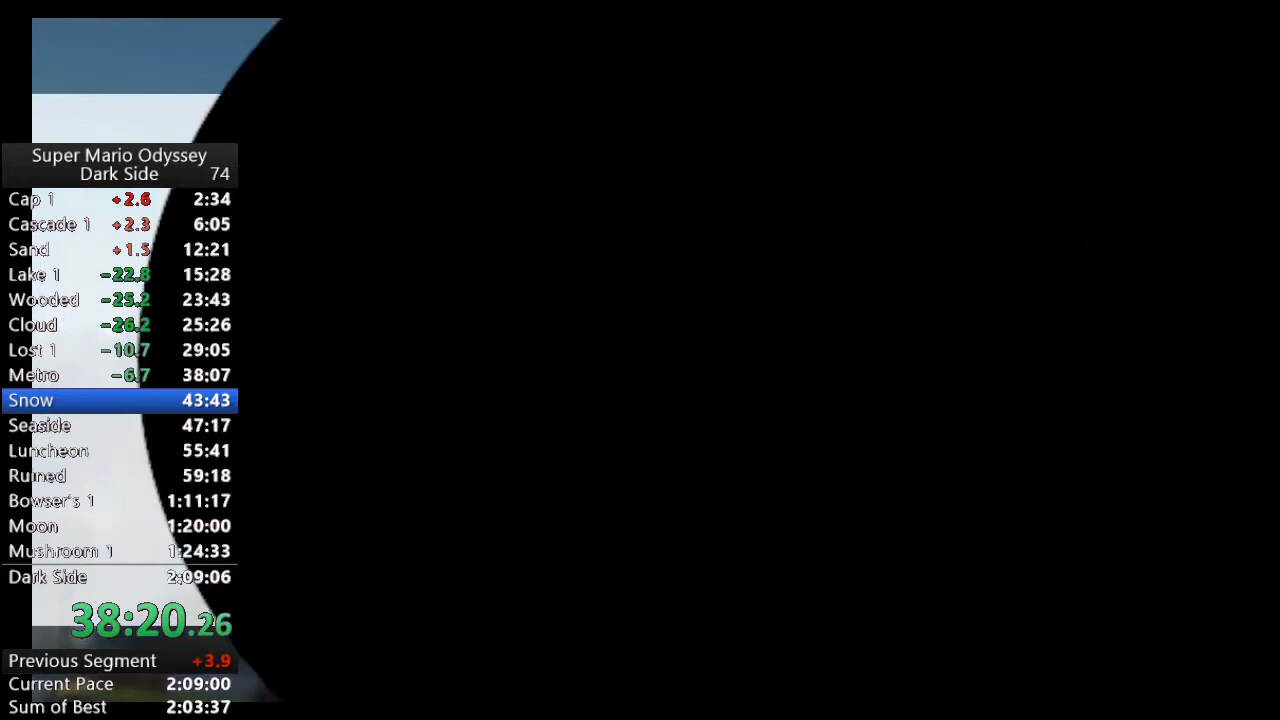 Super Mario Odyssey
Dark Side 74
Cap 1 +2.6 2:34
Cascade 1 +2.3 6:05
Sand +1.5 12:21
Lake 1 -22.8 15:28
Wooded -25.2 23:43
Cloud -26.2 25:26
Lost 1 -10.7 29:05
Metro -6.7 38:07
Snow 43:43
Seaside 47:17
Luncheon 55:41
Ruined 59:18
Bowser's 1 1:11:17
Moon 1:20:00
Mushroom 1 1:24:33
Dark Side 2:09:06
38:20.26
Previous Segment +3.9
Current Pace 2:09:00
Sum of Best 2:03:37